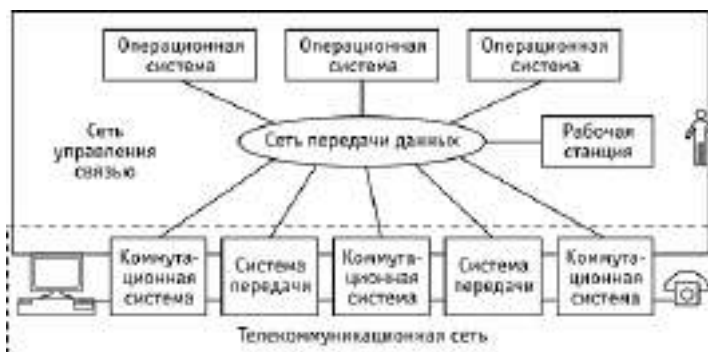 Операционная
система
Операционная
система
Операционная
система
Сеть
управления
связью
Сеть передачи данных
Рабочая
станция
Коммута-
ционная
система
Система
передачи
Коммута-
ционная
система
Система
передачи
Коммута-
ционная
система
Телекоммуникационная сеть